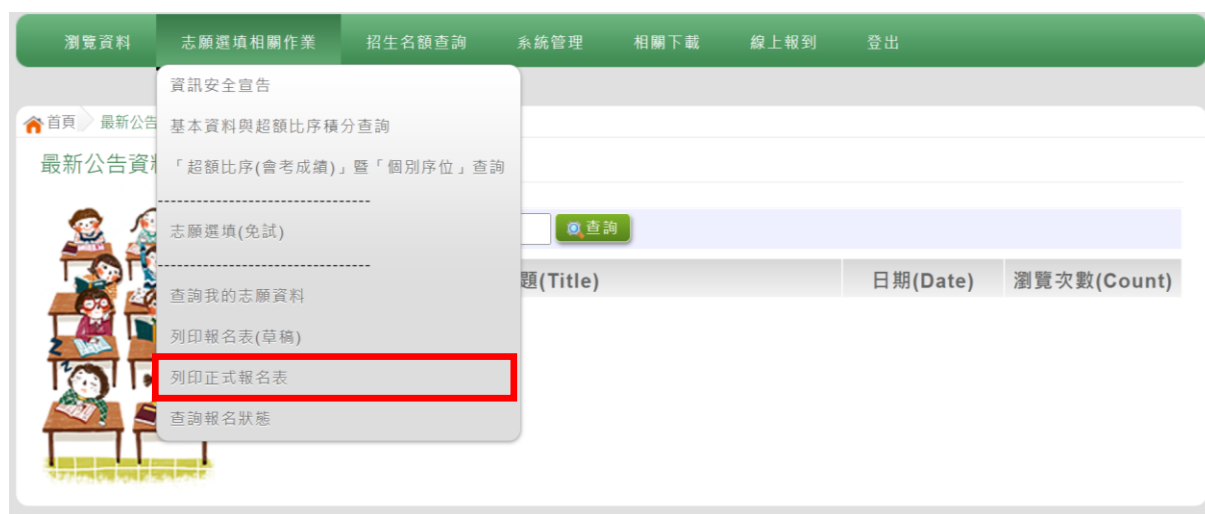 瀏覽資料 志願選填相關作業 招生名額查詢 系統管理 相關下載 線上報到 登出
資訊安全宣告
首頁 最新公告
基本資料與超額比序積分查詢
最新公告資料
「超額比序(會考成績)」暨「個別序位」查詢
---------------------------------
志願選填(免試)
查詢
---------------------------------
題(Title) 日期(Date) 瀏覽次數(Count)
查詢我的志願資料
列印報名表(草稿)
列印正式報名表
查詢報名狀態